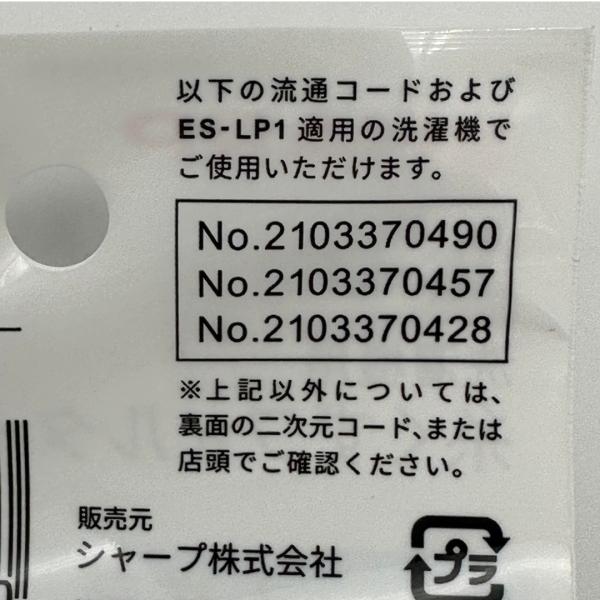 以下の流通コードおよび
ES-LP1 適用の洗濯機で
ご使用いただけます。
No.2103370490
No.2103370457
No.2103370428
※上記以外については、
裏面の二次元コード、または
店頭でご確認ください。
販売元
シャープ株式会社
プラ